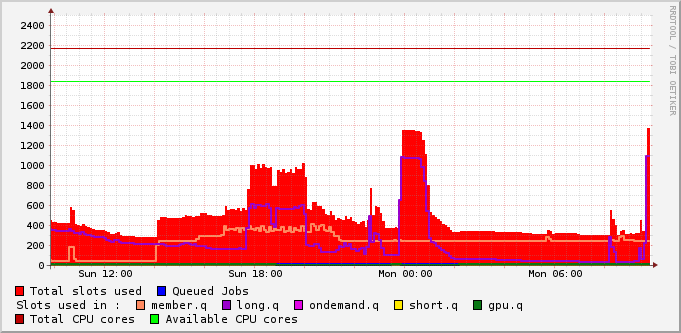 2400
2200
2000
1800
1600
1400
1200
1000
800
600
400
200
0
Sun 12:00 Sun 18:00 Mon 00:00 Mon 06:00
RRDTOOL / TOBI OETIKER
Total slots used Queued Jobs
Slots used in : member.q long.q ondemand.q short.q gpu.q
Total CPU cores Available CPU cores